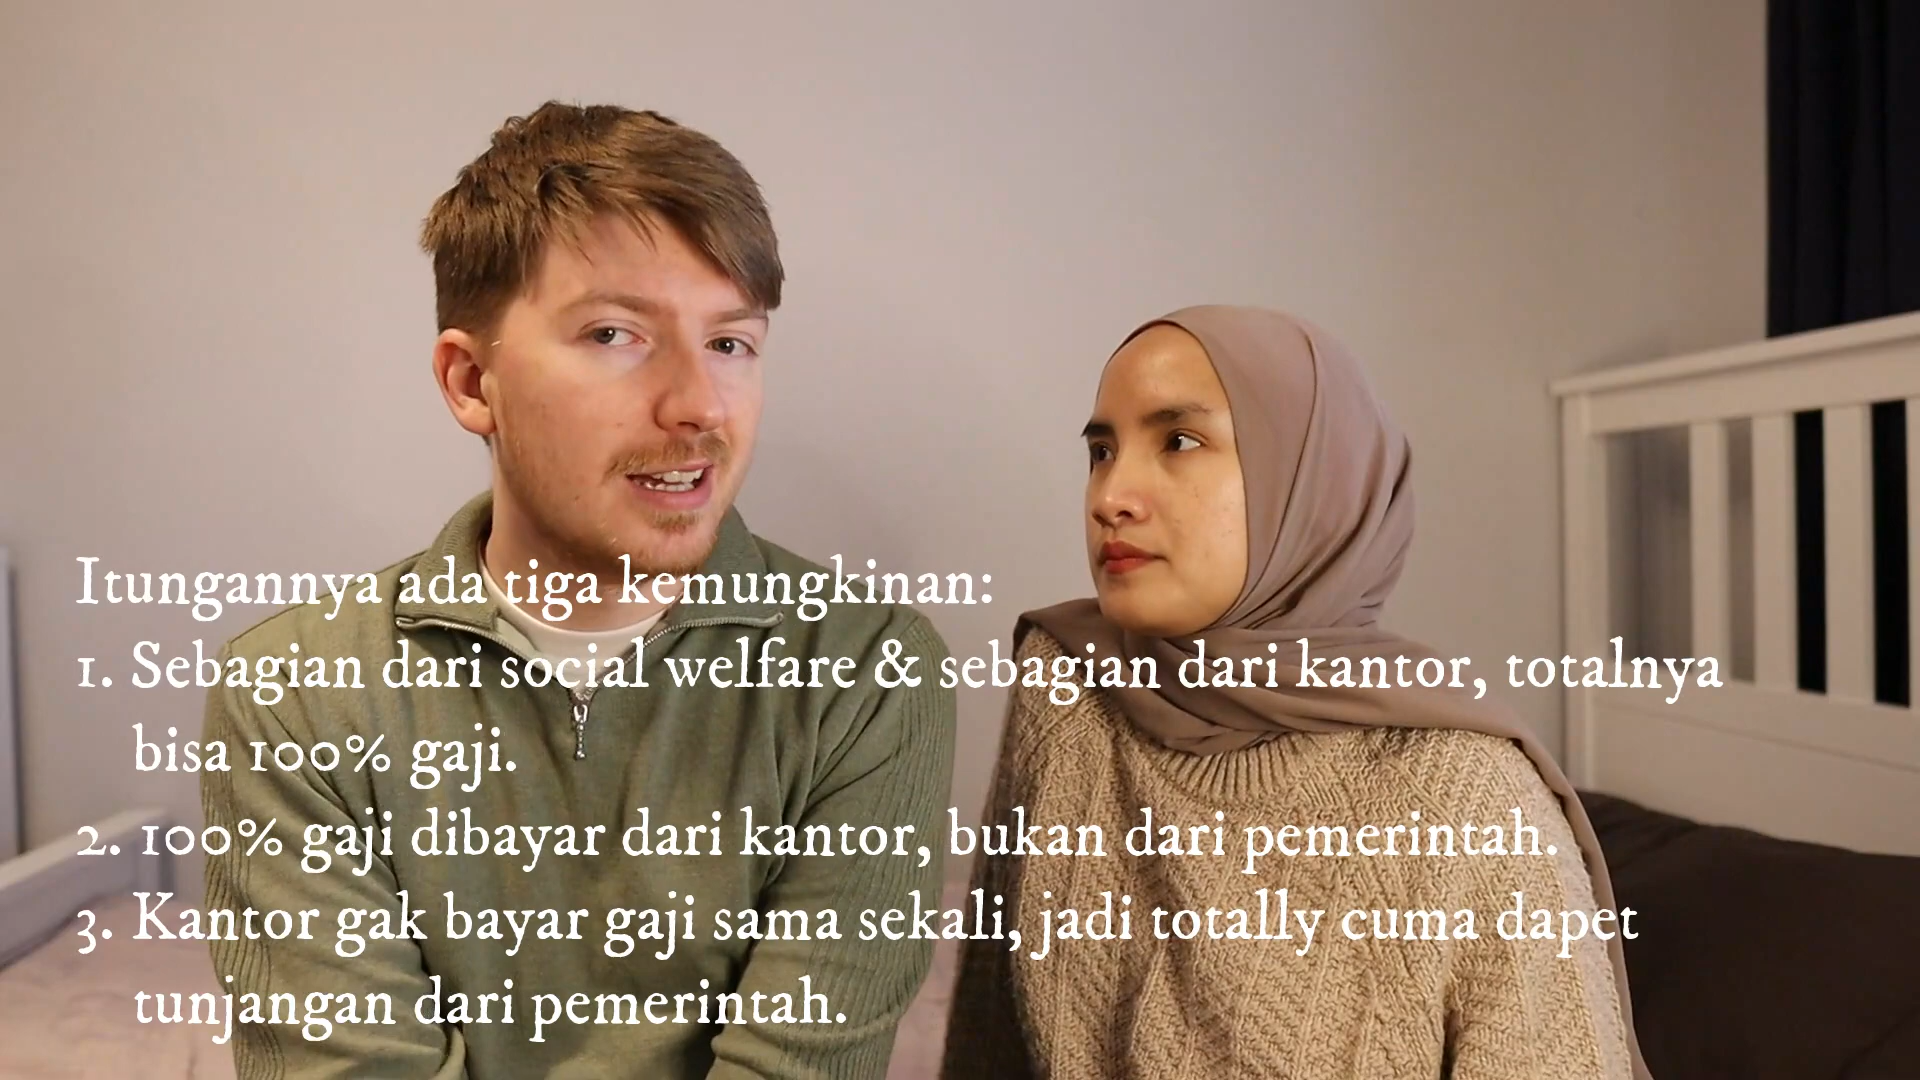 Itungannya ada tiga kemungkinan:
1. Sebagian dari social welfare & sebagian dari kantor, totalnya
bisa 100% gaji.
2. 100% gaji dibayar dari kantor, bukan dari pemerintah.
3. Kantor gak bayar gaji sama sekali, jadi totally cuma dapet
tunjangan dari pemerintah.